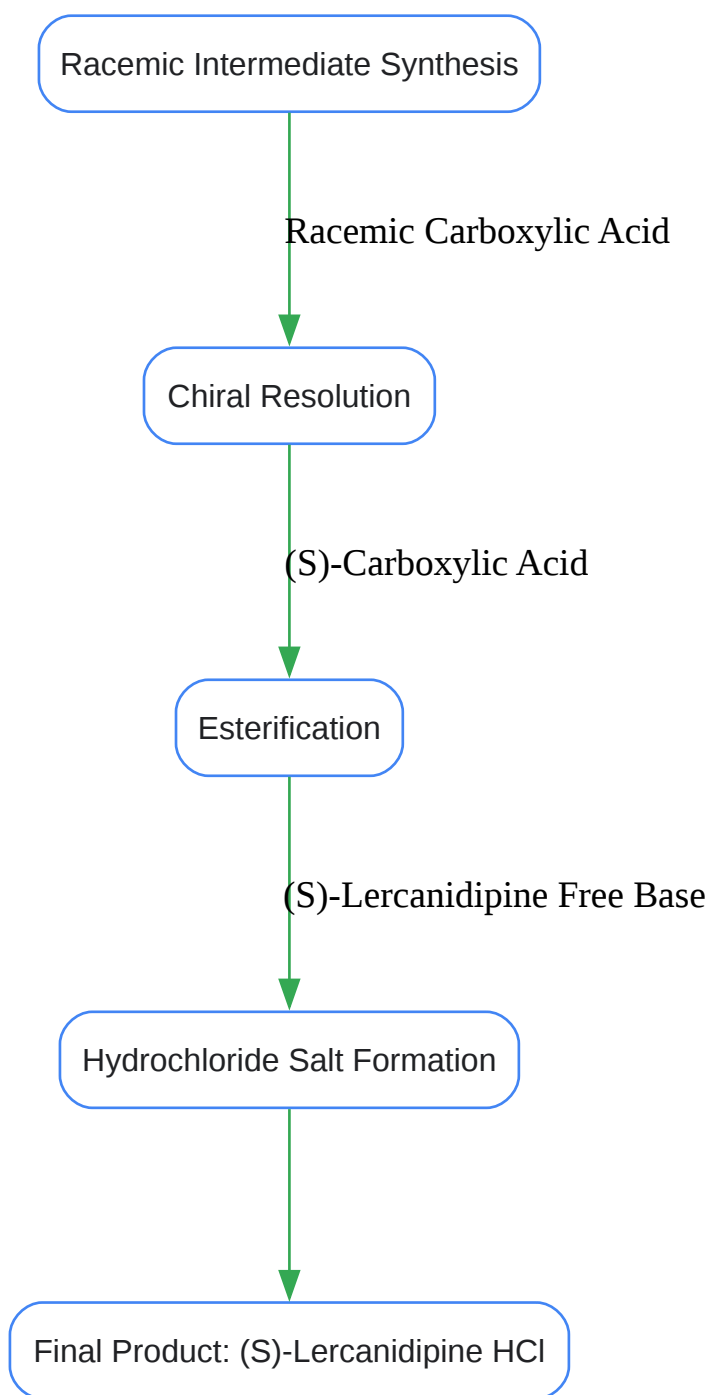 Racemic Intermediate Synthesis
Racemic Carboxylic Acid
Chiral Resolution
(S)-Carboxylic Acid
Esterification
(S)-Lercanidipine Free Base
Hydrochloride Salt Formation
Final Product: (S)-Lercanidipine HCl